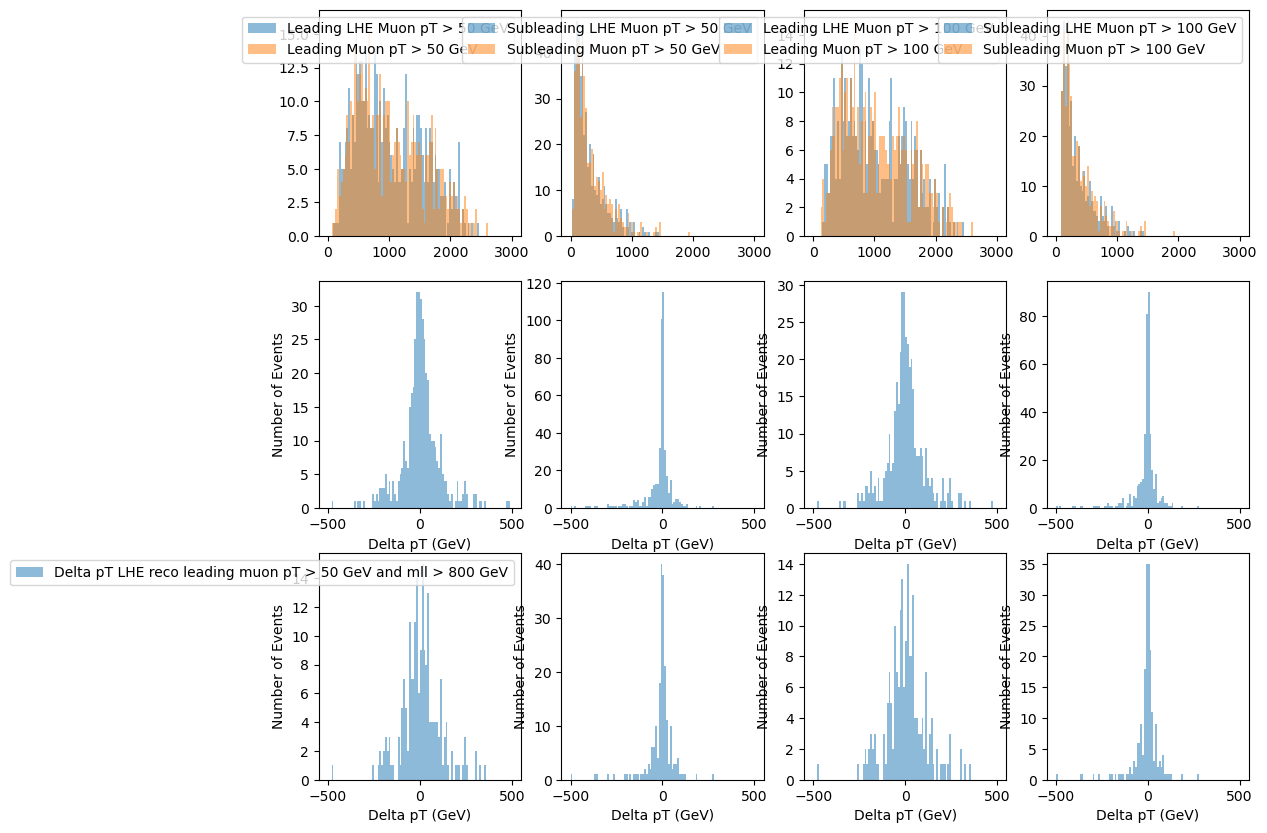 Leading LHE Muon pT > 50 GeV
Leading Muon pT > 50 GeV
Subleading LHE Muon pT > 50 GeV
Subleading Muon pT > 50 GeV
Leading LHE Muon pT > 100 GeV
Leading Muon pT > 100 GeV
Subleading LHE Muon pT > 100 GeV
Subleading Muon pT > 100 GeV
15.0
12.5
10.0
7.5
5.0
2.5
0.0
0 1000 2000 3000
40
30
20
10
0
0 1000 2000 3000
14
12
10
8
6
4
2
0
0 1000 2000 3000
40
30
20
10
0
0 1000 2000 3000
Number of Events
30
25
20
15
10
5
0
−500 0 500
Delta pT (GeV)
Number of Events
120
100
80
60
40
20
0
−500 0 500
Delta pT (GeV)
Number of Events
30
25
20
15
10
5
0
−500 0 500
Delta pT (GeV)
Number of Events
80
60
40
20
0
−500 0 500
Delta pT (GeV)
Delta pT LHE reco leading muon pT > 50 GeV and mll > 800 GeV
Number of Events
14
12
10
8
6
4
2
0
−500 0 500
Delta pT (GeV)
Number of Events
40
30
20
10
0
−500 0 500
Delta pT (GeV)
Number of Events
14
12
10
8
6
4
2
0
−500 0 500
Delta pT (GeV)
Number of Events
35
30
25
20
15
10
5
0
−500 0 500
Delta pT (GeV)